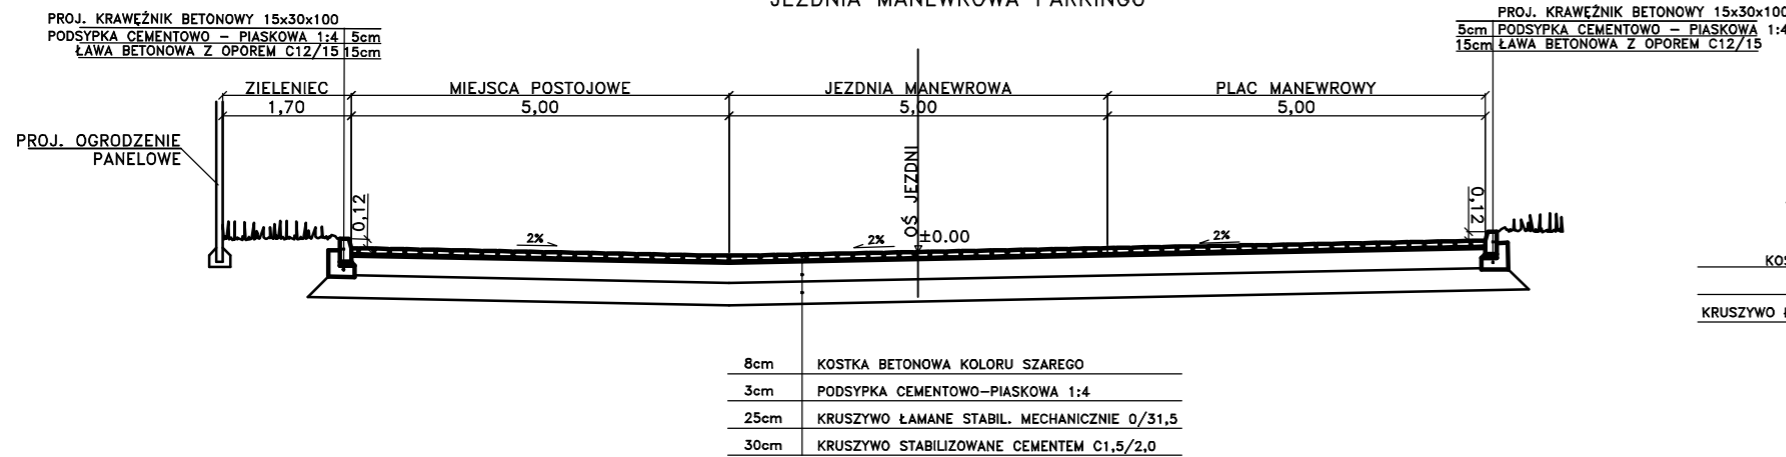 JEZDNIA MANEWROWA PARKINGU
PROJ. KRAWĘŻNIK BETONOWY 15x30x100
PODSYPKA CEMENTOWO - PIASKOWA 1:4 5cm
ŁAWA BETONOWA Z OPOREM C12/15 15cm
PROJ. KRAWĘŻNIK BETONOWY 15x30x100
5cm PODSYPKA CEMENTOWO - PIASKOWA 1:4
15cm ŁAWA BETONOWA Z OPOREM C12/15
ZIELENIEC MIEJSCA POSTOJOWE JEZDNIA MANEWROWA PLAC MANEWROWY
1,70 5,00 5,00 5,00
PROJ. OGRODZENIE
PANELOWE
0,12
OŚ JEZDNI
0,12
2% 2% ±0.00 2%
KRUSZYWO
8cm KOSTKA BETONOWA KOLORU SZAREGO
3cm PODSYPKA CEMENTOWO-PIASKOWA 1:4
25cm KRUSZYWO ŁAMANE STABIL. MECHANICZNIE 0/31,5
30cm KRUSZYWO STABILIZOWANE CEMENTEM C1,5/2,0